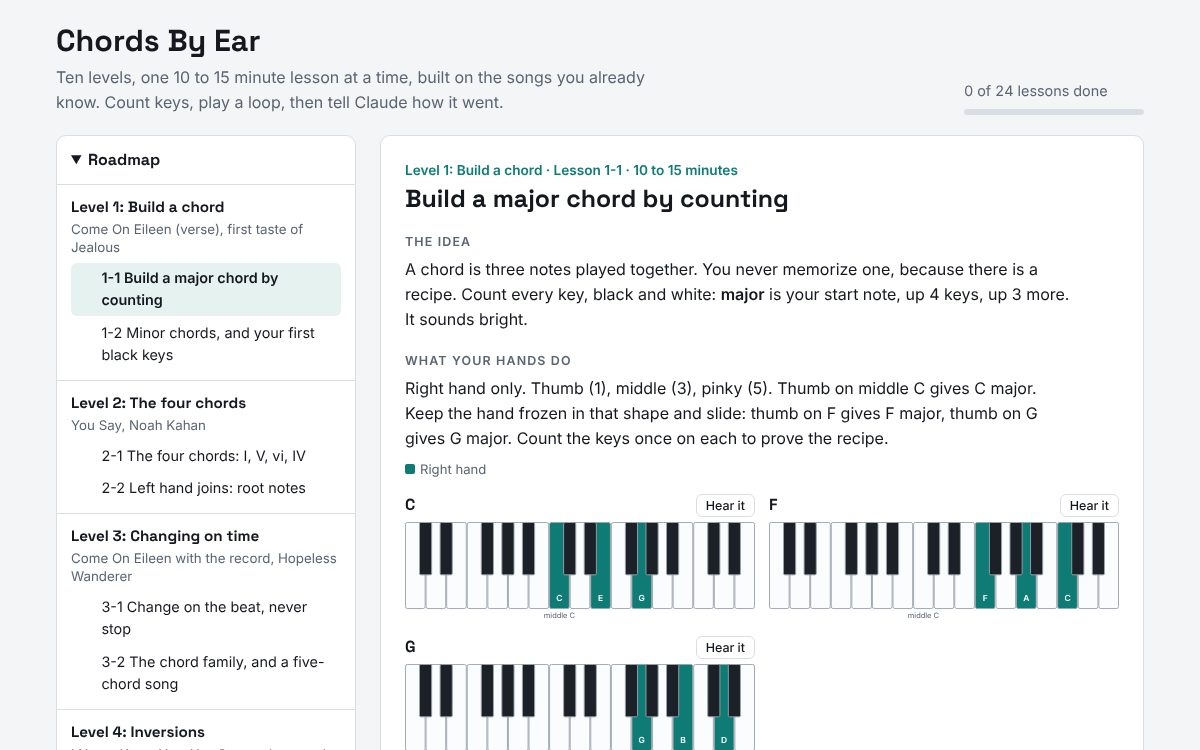 Chords By Ear
Ten levels, one 10 to 15 minute lesson at a time, built on the songs you already
know. Count keys, play a loop, then tell Claude how it went.
0 of 24 lessons done
▼ Roadmap
Level 1: Build a chord
Come On Eileen (verse), first taste of
Jealous
1-1 Build a major chord by
counting
1-2 Minor chords, and your first
black keys
Level 2: The four chords
You Say, Noah Kahan
2-1 The four chords: I, V, vi, IV
2-2 Left hand joins: root notes
Level 3: Changing on time
Come On Eileen with the record, Hopeless
Wanderer
3-1 Change on the beat, never
stop
3-2 The chord family, and a five-
chord song
Level 4: Inversions
Level 1: Build a chord · Lesson 1-1 · 10 to 15 minutes
Build a major chord by counting
THE IDEA
A chord is three notes played together. You never memorize one, because there is a
recipe. Count every key, black and white: major is your start note, up 4 keys, up 3 more.
It sounds bright.
WHAT YOUR HANDS DO
Right hand only. Thumb (1), middle (3), pinky (5). Thumb on middle C gives C major.
Keep the hand frozen in that shape and slide: thumb on F gives F major, thumb on G
gives G major. Count the keys once on each to prove the recipe.
Right hand
C Hear it
C E G
middle C
F Hear it
F A C
middle C
G Hear it
G B D